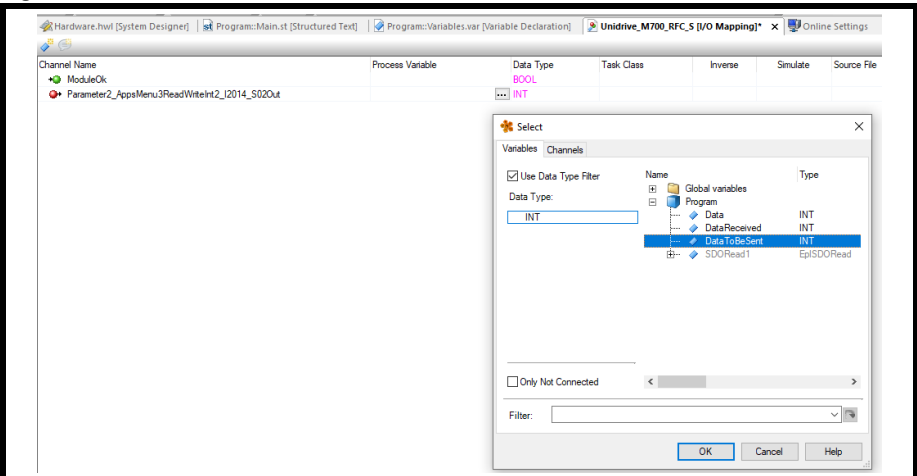 Hardware.hwl [System Designer] Program::Main.st [Structured Text] Program::Variables.var [Variable Declaration] Unidrive_M700_RFC_S [I/O Mapping]* × Online Settings
Channel Name Process Variable Data Type Task Class Inverse Simulate Source File
ModuleOk BOOL
Parameter2_AppsMenu3ReadWriteInt2_I2014_S02Out ... INT
Select
Variables Channels
Use Data Type Filter
Data Type:
INT
Name Type
Global variables
Program
Data INT
DataReceived INT
DataToBeSent INT
SDORead1 EplSDORead
Only Not Connected
Filter:
OK Cancel Help